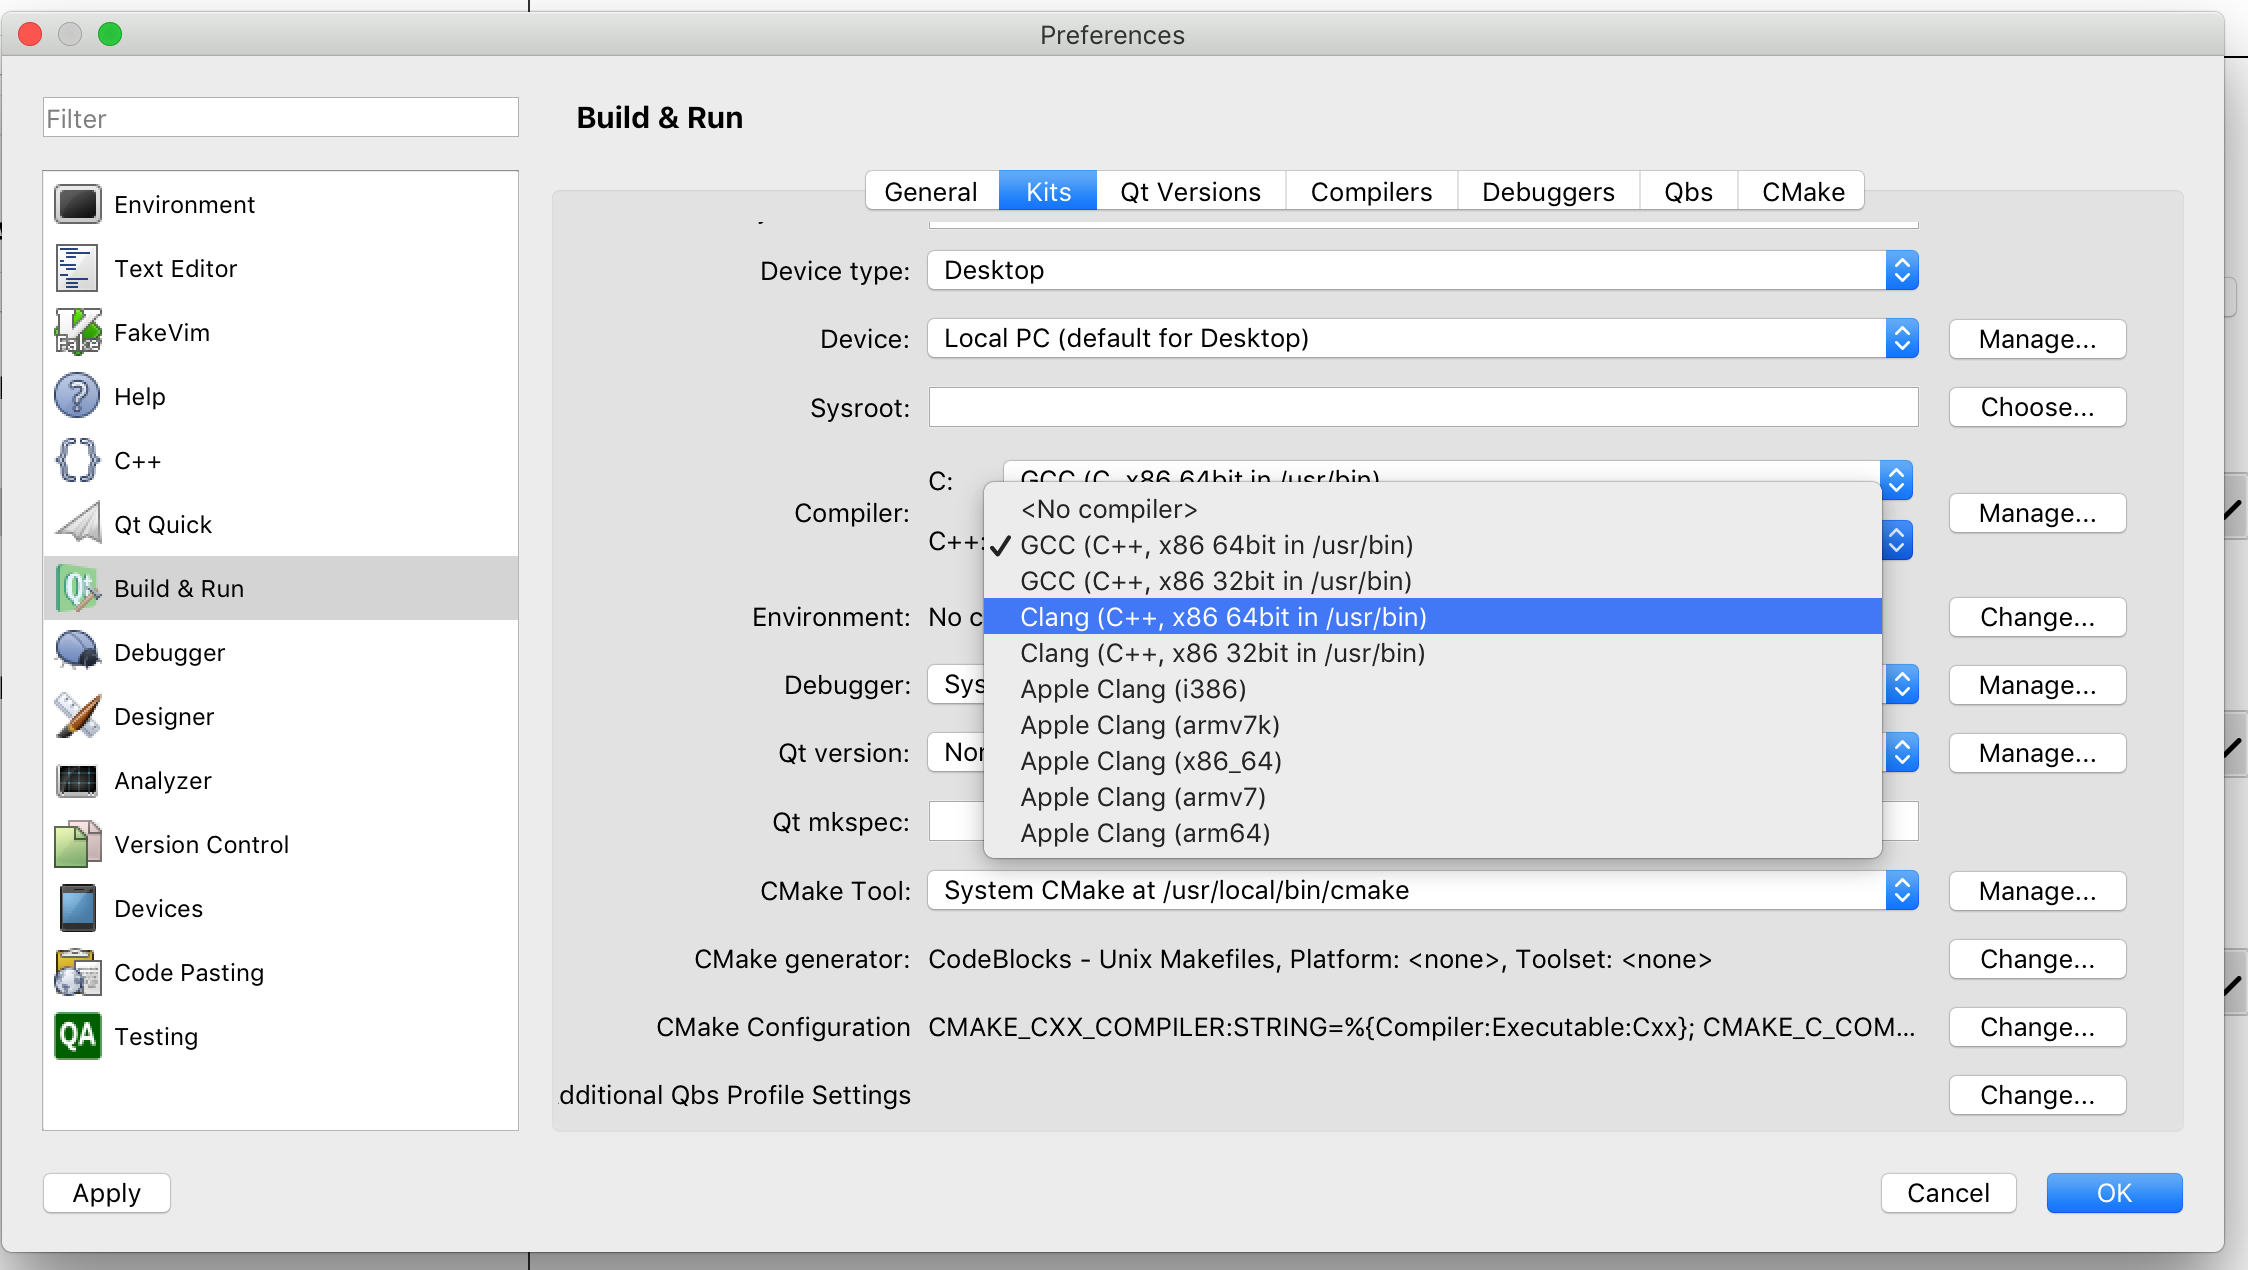 Preferences
Filter
Environment
Text Editor
FakeVim
Help
C++
Qt Quick
Build & Run
Debugger
Designer
Analyzer
Version Control
Devices
Code Pasting
QA Testing
Build & Run
General Kits Qt Versions Compilers Debuggers Qbs CMake
Device type: Desktop
Device: Local PC (default for Desktop) Manage...
Sysroot: Choose...
Compiler: Manage...
C: GCC (C, x86 64bit in /usr/bin)
C++:
<No compiler>
GCC (C++, x86 64bit in /usr/bin)
GCC (C++, x86 32bit in /usr/bin)
Clang (C++, x86 64bit in /usr/bin)
Clang (C++, x86 32bit in /usr/bin)
Apple Clang (i386)
Apple Clang (armv7k)
Apple Clang (x86_64)
Apple Clang (armv7)
Apple Clang (arm64)
Environment: No c Change...
Debugger: Sys Manage...
Qt version: Manage...
Qt mkspec:
CMake Tool: System CMake at /usr/local/bin/cmake Manage...
CMake generator: CodeBlocks - Unix Makefiles, Platform: <none>, Toolset: <none> Change...
CMake Configuration CMAKE_CXX_COMPILER:STRING=%{Compiler:Executable:Cxx}; CMAKE_C_COM... Change...
dditional Qbs Profile Settings Change...
Apply Cancel OK